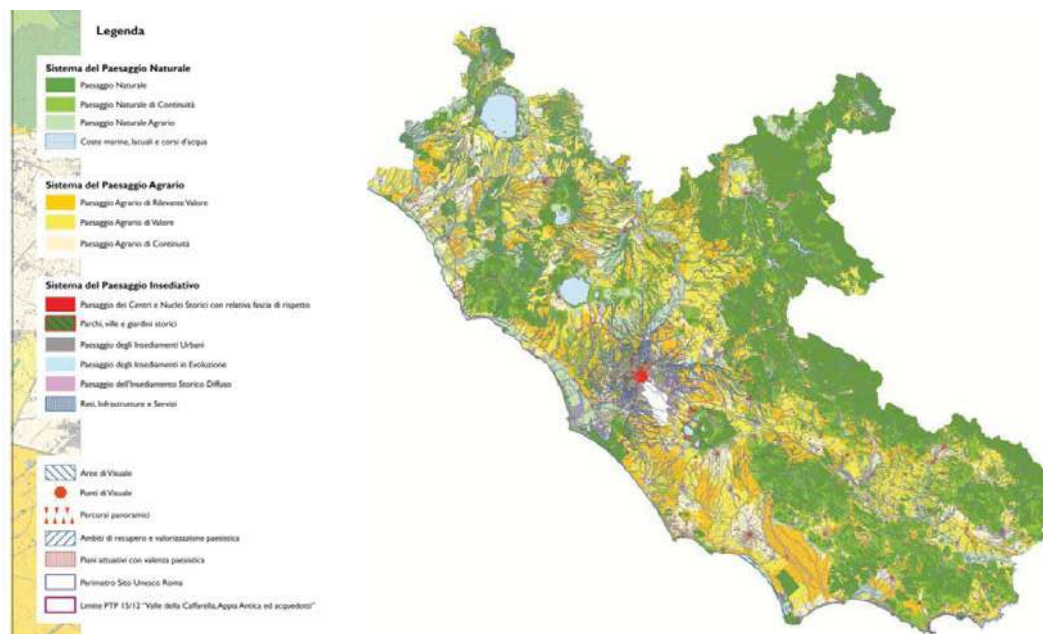 Legenda
Sistema del Paesaggio Naturale
Paesaggio Naturale
Paesaggio Naturale di Continuità
Paesaggio Naturale Agrario
Coste marine, lacuali e corsi d'acqua
Sistema del Paesaggio Agrario
Paesaggio Agrario di Rilevante Valore
Paesaggio Agrario di Valore
Paesaggio Agrario di Continuità
Sistema del Paesaggio Insediativo
Paesaggio dei Centri e Nuclei Storici con relativa fascia di rispetto
Parchi, ville e giardini storici
Paesaggio degli Insediamenti Urbani
Paesaggio degli Insediamenti in Evoluzione
Paesaggio dell'Insediamento Storico Diffuso
Reti, Infrastrutture e Servizi
Aree di Visuale
Punti di Visuale
Percorsi panoramici
Ambiti di recupero e valorizzazione paesistica
Piani attuativi con valenza paesistica
Perimetro Sito Unesco Roma
Limite PTP 15/12 "Valle della Caffarella, Appia Antica ed acquedotti"